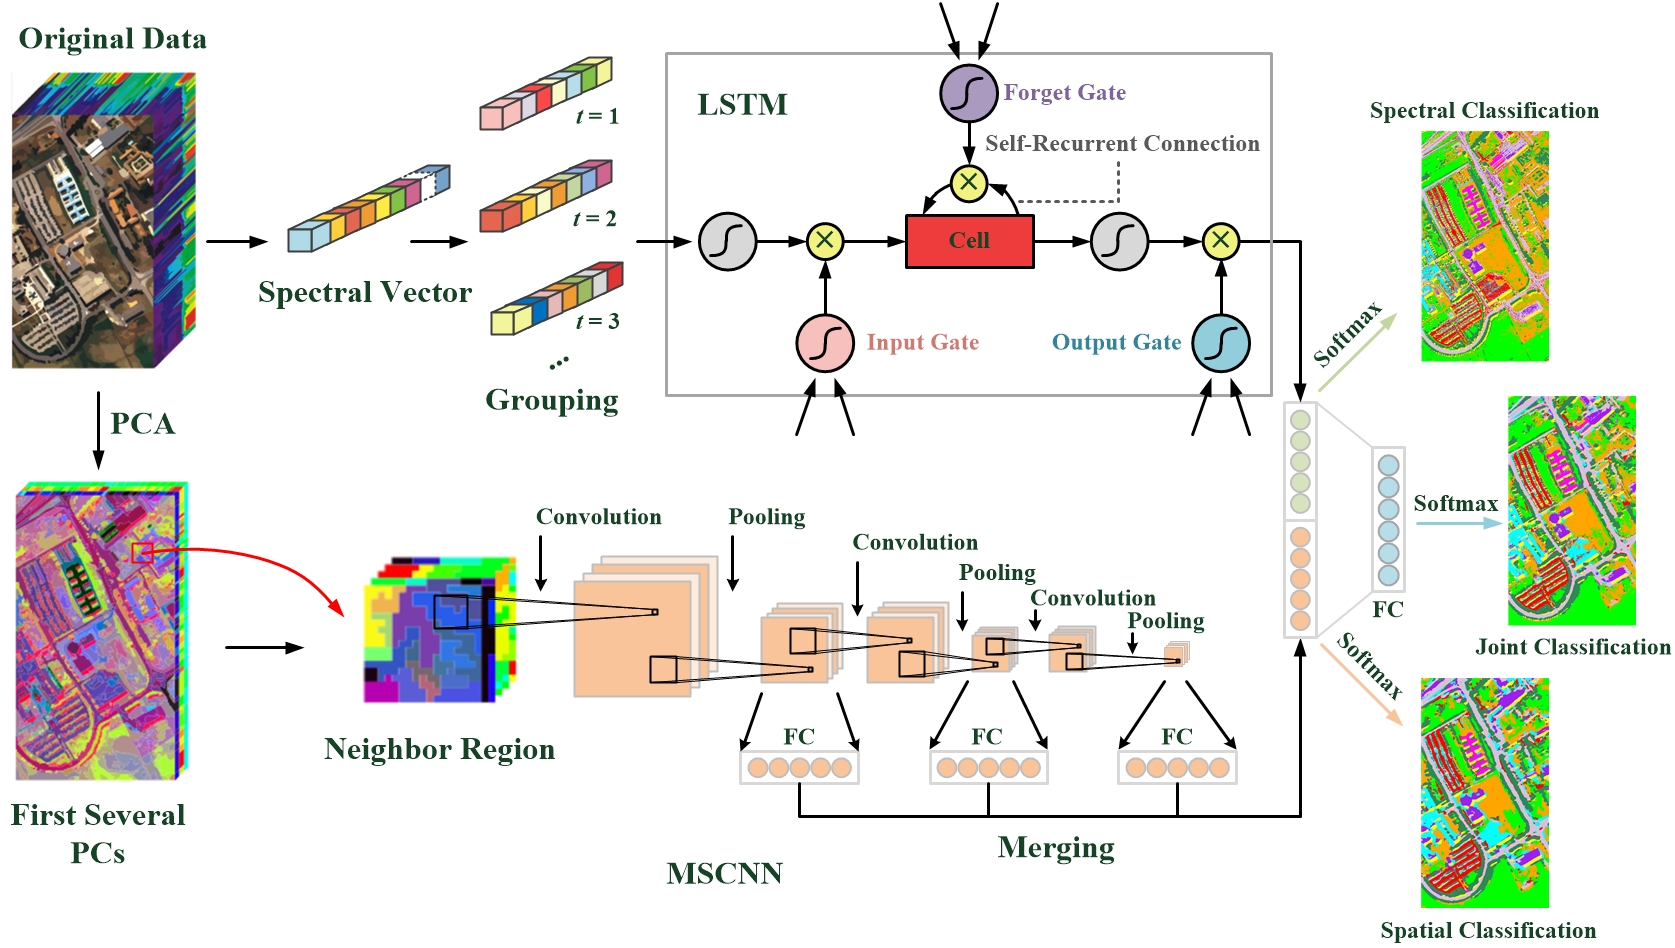 Original Data
Spectral Vector
t = 1
t = 2
t = 3
...
Grouping
LSTM
Forget Gate
Self-Recurrent Connection
Cell
Input Gate
Output Gate
Spectral Classification
Softmax
PCA
First Several
PCs
Neighbor Region
Convolution
Pooling
Convolution
Pooling
Convolution
Pooling
FC
FC
FC
Merging
MSCNN
FC
Softmax
Joint Classification
Softmax
Spatial Classification